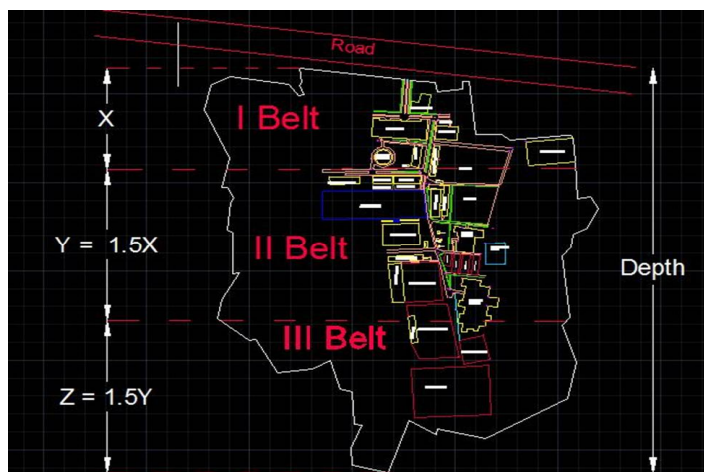 Road
X
I Belt
Y = 1.5X
II Belt
Depth
III Belt
Z = 1.5Y